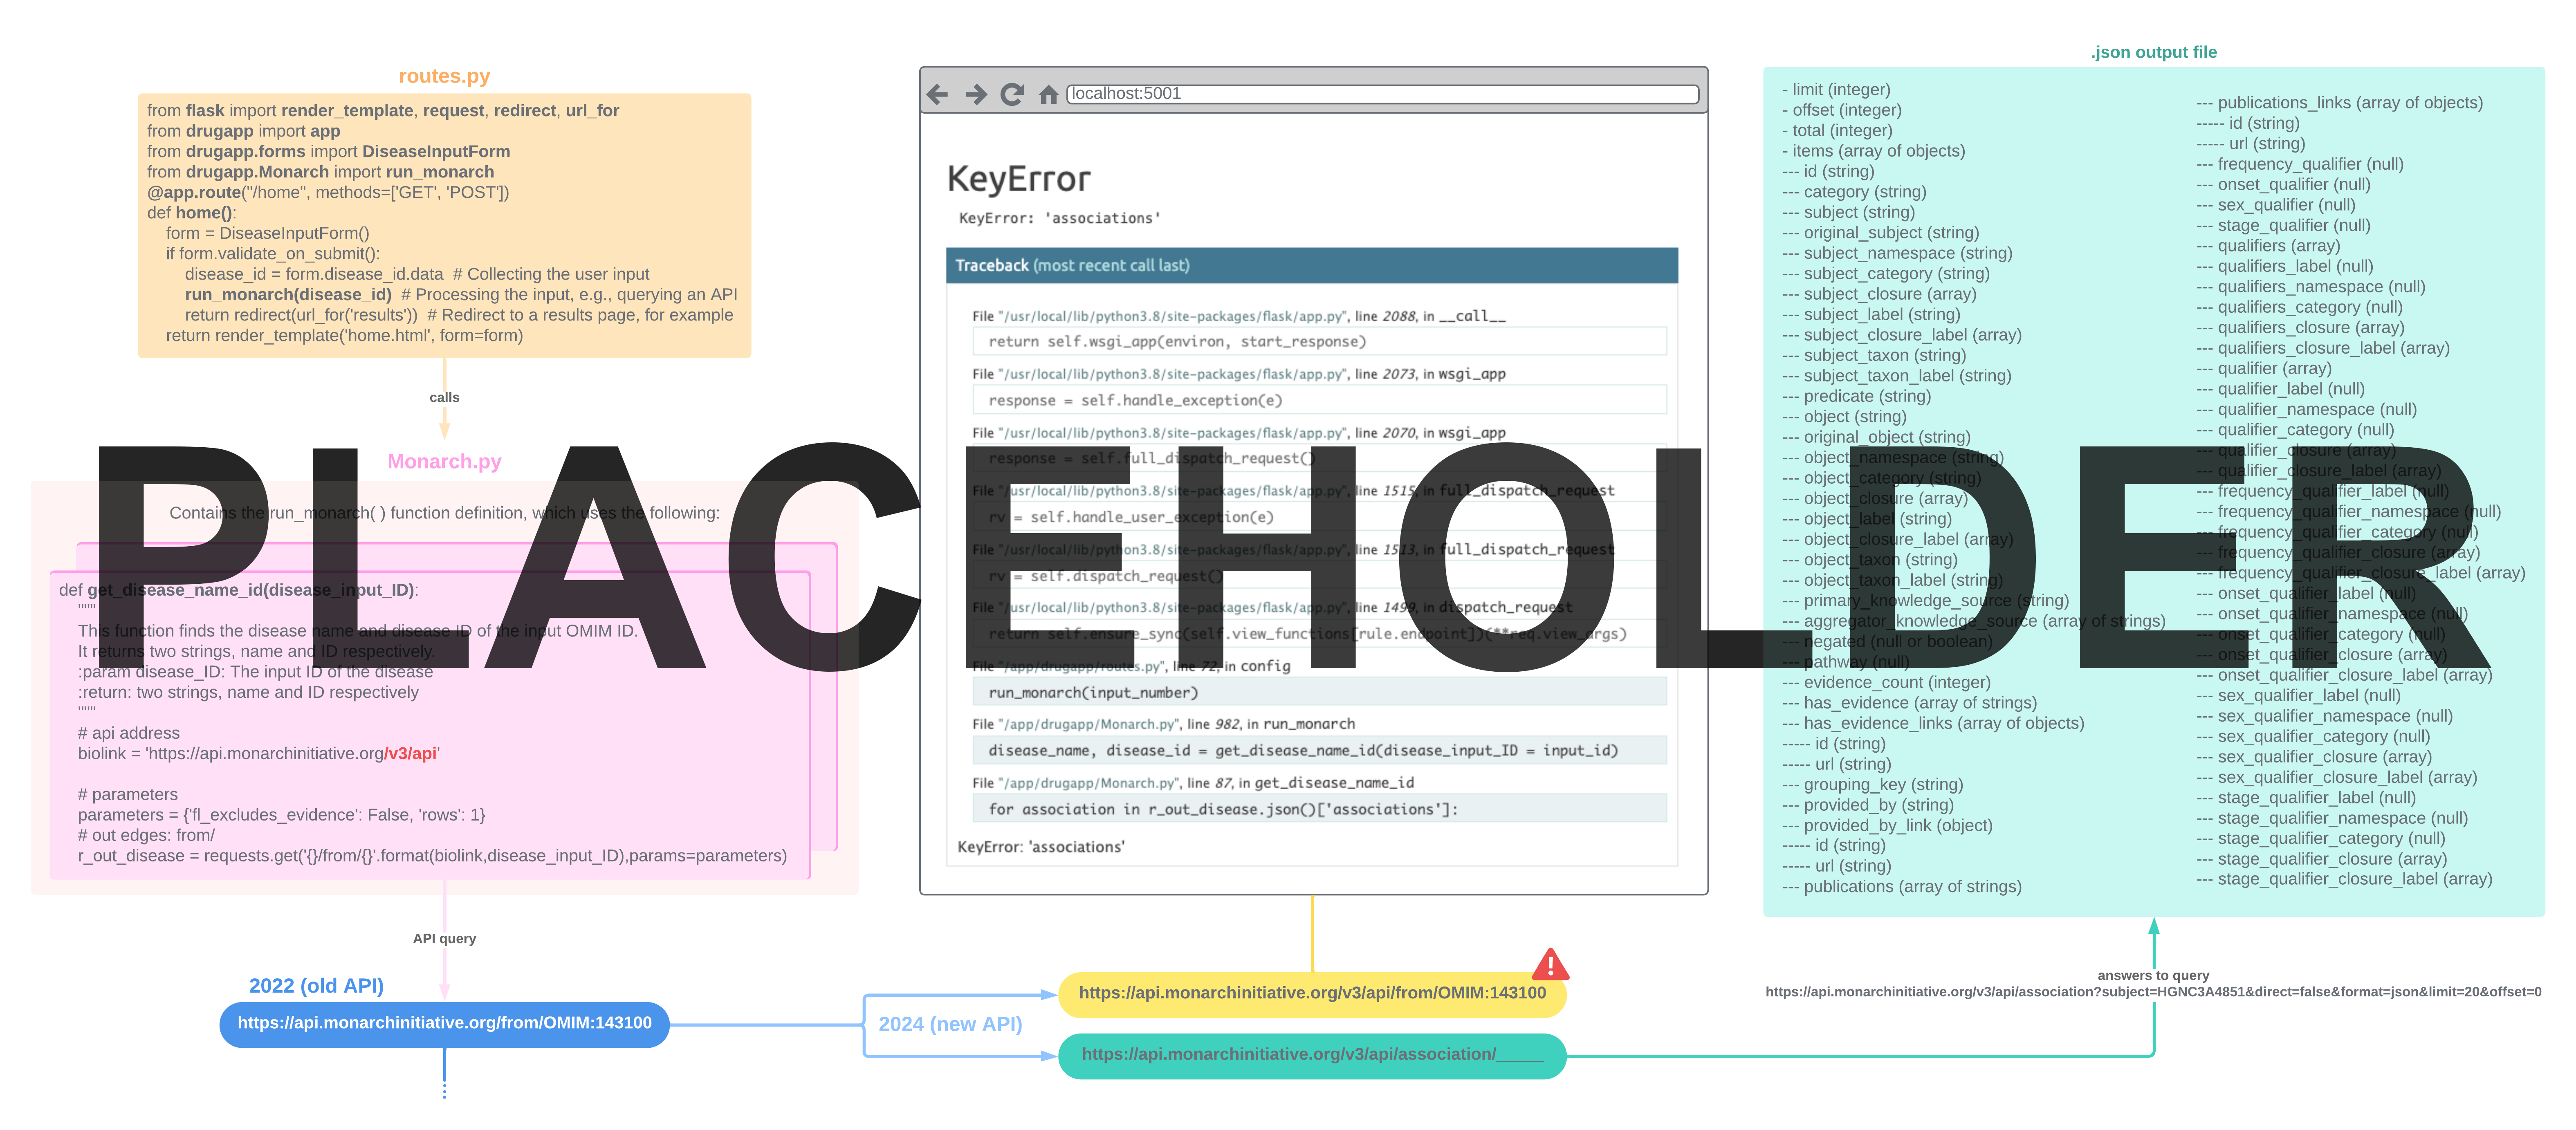 routes.py
from flask import render_template, request, redirect, url_for
from drugapp import app
from drugapp.forms import DiseaseInputForm
from drugapp.Monarch import run_monarch
@app.route("/home", methods=['GET', 'POST'])
def home():
form = DiseaseInputForm()
if form.validate_on_submit():
disease_id = form.disease_id.data  # Collecting the user input
run_monarch(disease_id)  # Processing the input, e.g., querying an API
return redirect(url_for('results'))  # Redirect to a results page, for example
return render_template('home.html', form=form)
calls
Monarch.py
Contains the run_monarch( ) function definition, which uses the following:
def get_disease_name_id(disease_input_ID):
"""
This function finds the disease name and disease ID of the input OMIM ID.
It returns two strings, name and ID respectively.
:param disease_ID: The input ID of the disease
:return: two strings, name and ID respectively
"""
# api address
biolink = 'https://api.monarchinitiative.org/v3/api'
# parameters
parameters = {'fl_excludes_evidence': False, 'rows': 1}
# out edges: from/
r_out_disease = requests.get('{}/from/{}'.format(biolink,disease_input_ID),params=parameters)
API query
2022 (old API)
https://api.monarchinitiative.org/from/OMIM:143100
2024 (new API)
https://api.monarchinitiative.org/v3/api/from/OMIM:143100
https://api.monarchinitiative.org/v3/api/association/_____
localhost:5001
KeyError
KeyError: 'associations'
Traceback (most recent call last)
File "/usr/local/lib/python3.8/site-packages/flask/app.py", line 2088, in __call__
return self.wsgi_app(environ, start_response)
File "/usr/local/lib/python3.8/site-packages/flask/app.py", line 2073, in wsgi_app
response = self.handle_exception(e)
File "/usr/local/lib/python3.8/site-packages/flask/app.py", line 2070, in wsgi_app
response = self.full_dispatch_request()
File "/usr/local/lib/python3.8/site-packages/flask/app.py", line 1515, in full_dispatch_request
rv = self.handle_user_exception(e)
File "/usr/local/lib/python3.8/site-packages/flask/app.py", line 1513, in full_dispatch_request
rv = self.dispatch_request()
File "/usr/local/lib/python3.8/site-packages/flask/app.py", line 1499, in dispatch_request
return self.ensure_sync(self.view_functions[rule.endpoint])(**req.view_args)
File "/app/drugapp/routes.py", line 72, in config
run_monarch(input_number)
File "/app/drugapp/Monarch.py", line 982, in run_monarch
disease_name, disease_id = get_disease_name_id(disease_input_ID = input_id)
File "/app/drugapp/Monarch.py", line 87, in get_disease_name_id
for association in r_out_disease.json()['associations']:
KeyError: 'associations'
.json output file
- limit (integer)
- offset (integer)
- total (integer)
- items (array of objects)
--- id (string)
--- category (string)
--- subject (string)
--- original_subject (string)
--- subject_namespace (string)
--- subject_category (string)
--- subject_closure (array)
--- subject_label (string)
--- subject_closure_label (array)
--- subject_taxon (string)
--- subject_taxon_label (string)
--- predicate (string)
--- object (string)
--- original_object (string)
--- object_namespace (string)
--- object_category (string)
--- object_closure (array)
--- object_label (string)
--- object_closure_label (array)
--- object_taxon (string)
--- object_taxon_label (string)
--- primary_knowledge_source (string)
--- aggregator_knowledge_source (array of strings)
--- negated (null or boolean)
--- pathway (null)
--- evidence_count (integer)
--- has_evidence (array of strings)
--- has_evidence_links (array of objects)
----- id (string)
----- url (string)
--- grouping_key (string)
--- provided_by (string)
--- provided_by_link (object)
----- id (string)
----- url (string)
--- publications (array of strings)
--- publications_links (array of objects)
----- id (string)
----- url (string)
--- frequency_qualifier (null)
--- onset_qualifier (null)
--- sex_qualifier (null)
--- stage_qualifier (null)
--- qualifiers (array)
--- qualifiers_label (null)
--- qualifiers_namespace (null)
--- qualifiers_category (null)
--- qualifiers_closure (array)
--- qualifiers_closure_label (array)
--- qualifier (array)
--- qualifier_label (null)
--- qualifier_namespace (null)
--- qualifier_category (null)
--- qualifier_closure (array)
--- qualifier_closure_label (array)
--- frequency_qualifier_label (null)
--- frequency_qualifier_namespace (null)
--- frequency_qualifier_category (null)
--- frequency_qualifier_closure (array)
--- frequency_qualifier_closure_label (array)
--- onset_qualifier_label (null)
--- onset_qualifier_namespace (null)
--- onset_qualifier_category (null)
--- onset_qualifier_closure (array)
--- onset_qualifier_closure_label (array)
--- sex_qualifier_label (null)
--- sex_qualifier_namespace (null)
--- sex_qualifier_category (null)
--- sex_qualifier_closure (array)
--- sex_qualifier_closure_label (array)
--- stage_qualifier_label (null)
--- stage_qualifier_namespace (null)
--- stage_qualifier_category (null)
--- stage_qualifier_closure (array)
--- stage_qualifier_closure_label (array)
answers to query
https://api.monarchinitiative.org/v3/api/association?subject=HGNC3A4851&direct=false&format=json&limit=20&offset=0
PLACEHOLDER